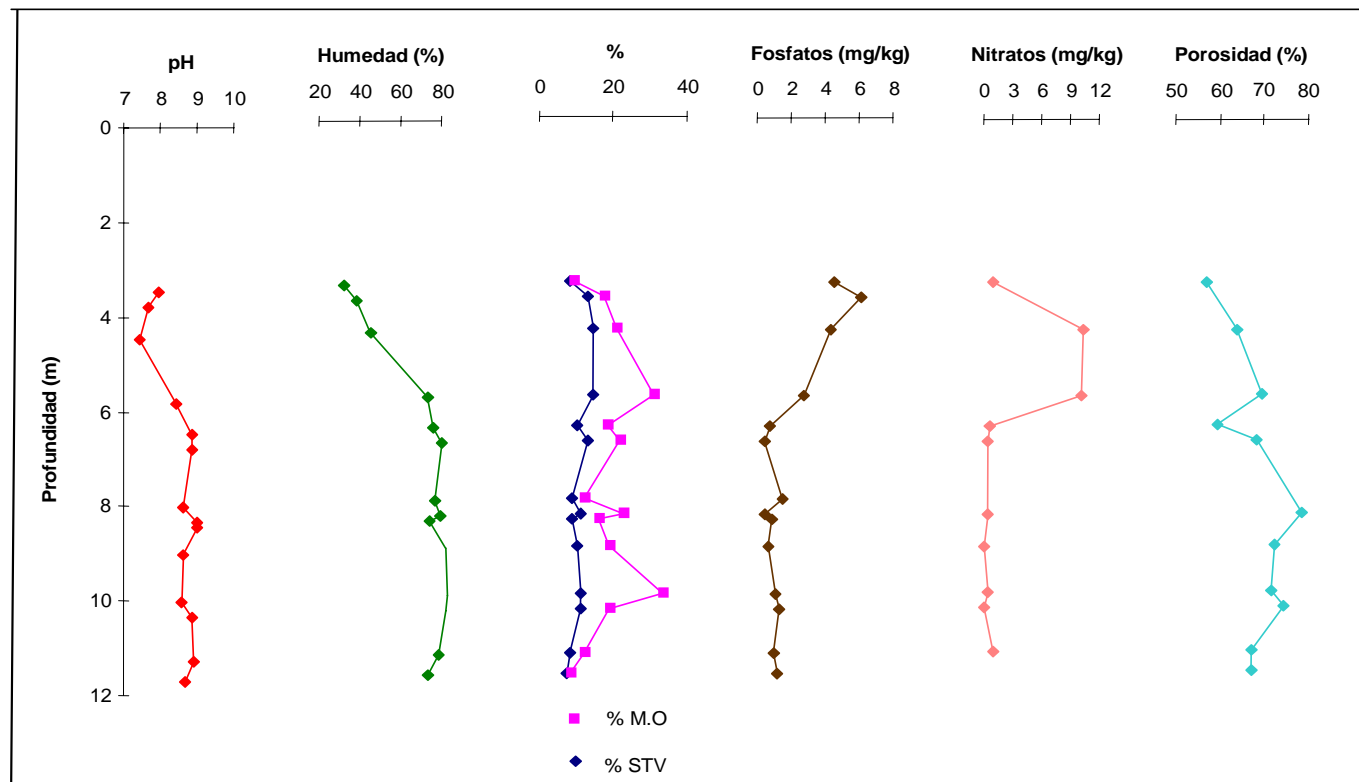 pH
7 8 9 10
Humedad (%)
20 40 60 80
%
0 20 40
Fosfatos (mg/kg)
0 2 4 6 8
Nitratos (mg/kg)
0 3 6 9 12
Porosidad (%)
50 60 70 80
Profundidad (m)
0
2
4
6
8
10
12
% M.O
% STV